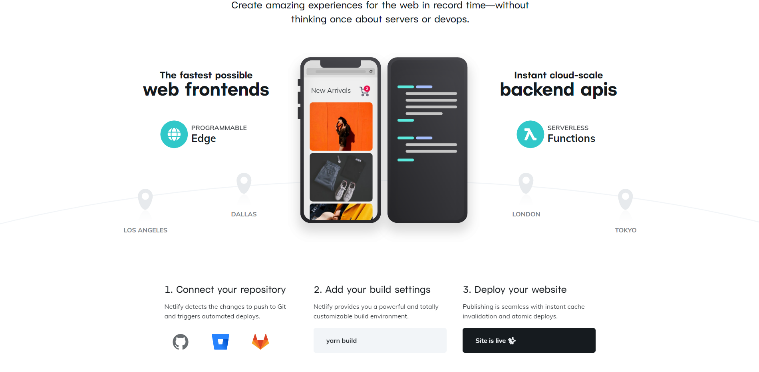 Create amazing experiences for the web in record time—without
thinking once about servers or devops.
The fastest possible
web frontends
PROGRAMMABLE
Edge
New Arrivals
Instant cloud-scale
backend apis
SERVERLESS
Functions
LOS ANGELES
DALLAS
LONDON
TOKYO
1. Connect your repository
Netlify detects the changes to push to Git
and triggers automated deploys.
2. Add your build settings
Netlify provides you a powerful and totally
customizable build environment.
yarn build
3. Deploy your website
Publishing is seamless with instant cache
invalidation and atomic deploys.
Site is live